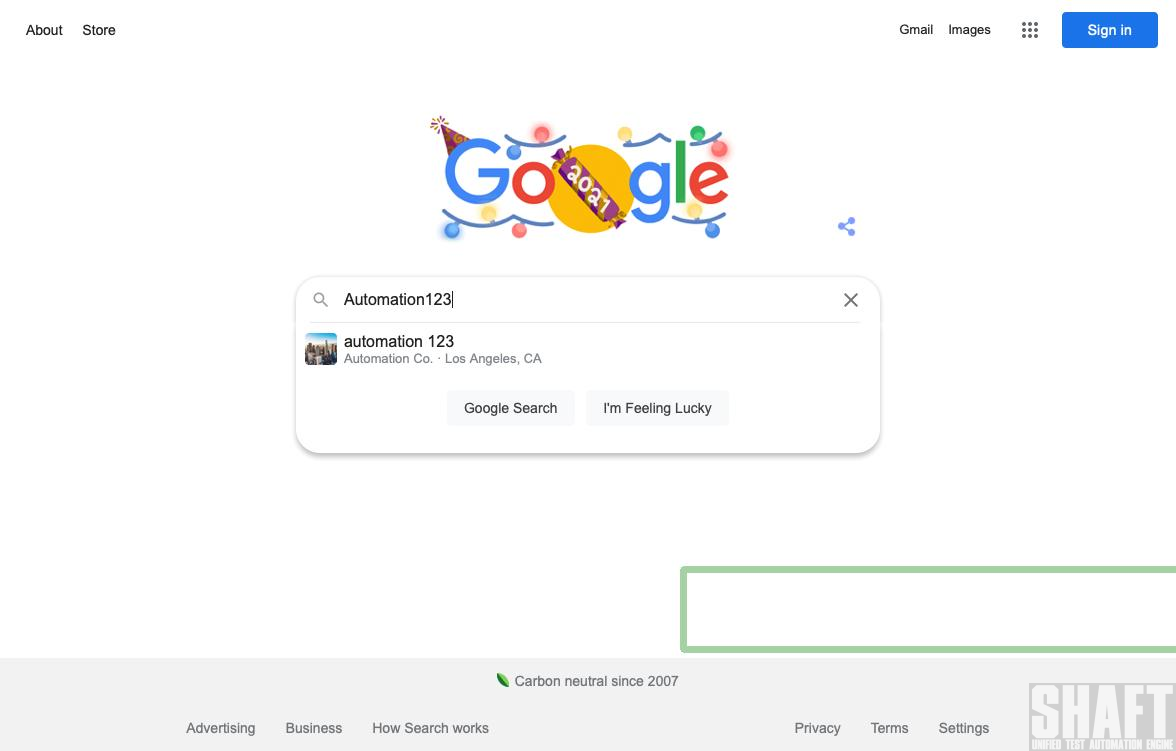 About Store
Gmail Images
Sign in
Google
2021
Automation123
automation 123
Automation Co. · Los Angeles, CA
Google Search
I'm Feeling Lucky
Carbon neutral since 2007
Advertising Business How Search works
Privacy Terms Settings
SHAFT
UNIFIED TEST AUTOMATION ENGINE